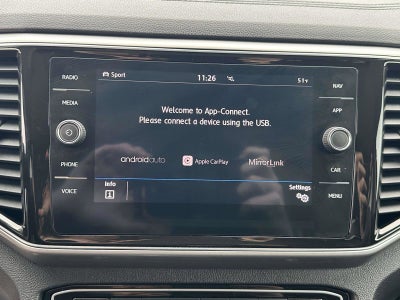 RADIO
MEDIA
PHONE
VOICE
Sport
11:26
51°F
Welcome to App-Connect.
Please connect a device using the USB.
androidauto
Apple CarPlay
MirrorLink
Info
Settings
NAV
APP
CAR
MENU